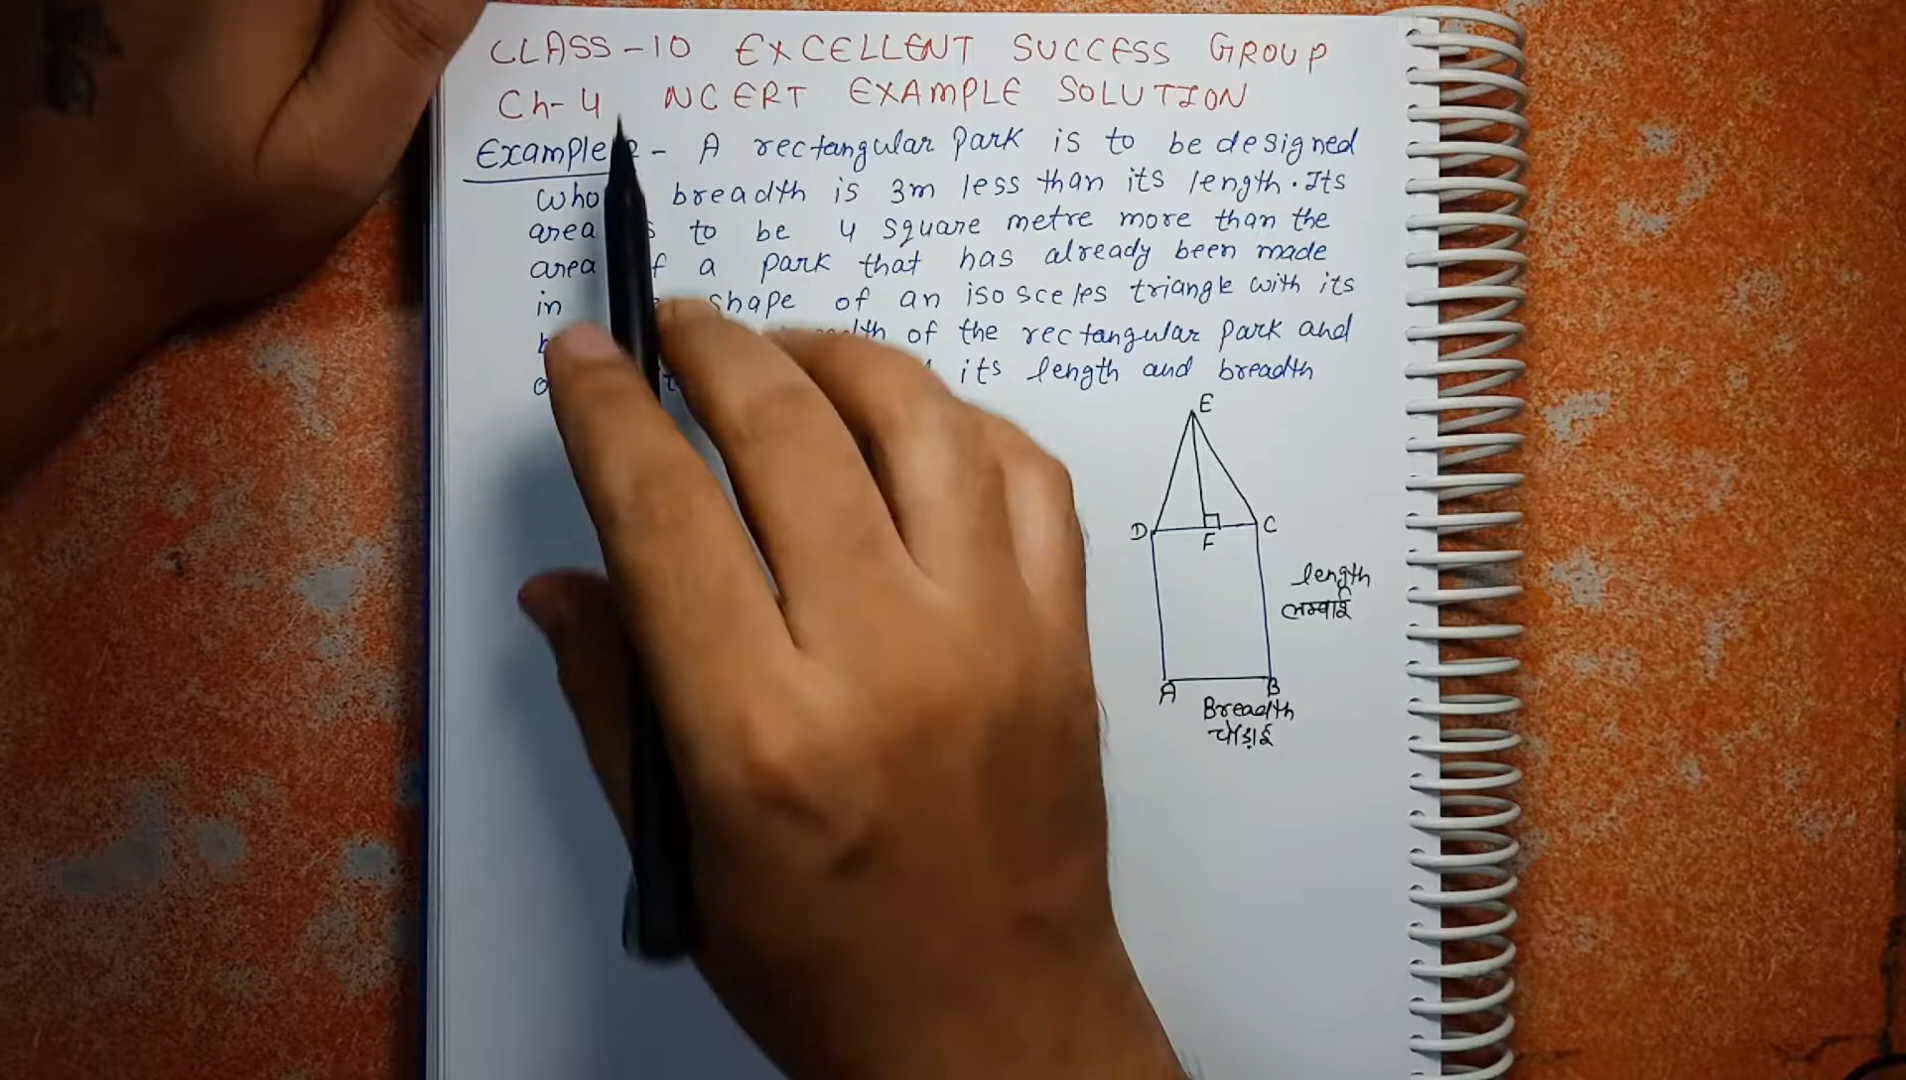 CLASS-10 EXCELLENT SUCCESS GROUP
Ch-4 NCERT EXAMPLE SOLUTION
Example - A rectangular Park is to be designed
breadth is 3m less than its length. Its
area to be 4 square metre more than the
area a park that has already been made
in shape of an isosceles triangle with its
of the rectangular park and
its length and breadth
E
D F C
length
लम्बाई
A B
Breadth
चौड़ाई